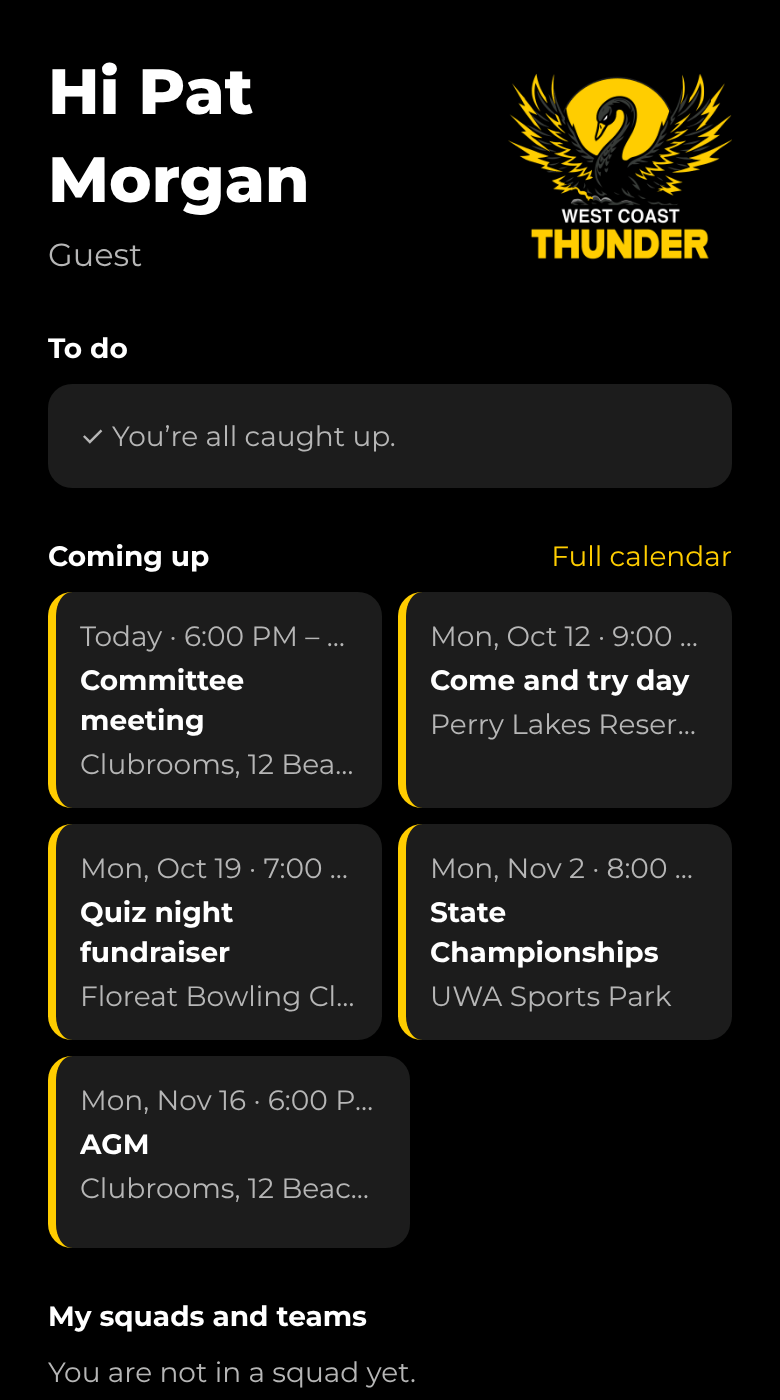 Hi Pat
Morgan
Guest
WEST COAST
THUNDER
To do
✓ You’re all caught up.
Coming up
Full calendar
Today · 6:00 PM – ...
Committee
meeting
Clubrooms, 12 Bea...
Mon, Oct 12 · 9:00 ...
Come and try day
Perry Lakes Reser...
Mon, Oct 19 · 7:00 ...
Quiz night
fundraiser
Floreat Bowling Cl...
Mon, Nov 2 · 8:00 ...
State
Championships
UWA Sports Park
Mon, Nov 16 · 6:00 P...
AGM
Clubrooms, 12 Beac...
My squads and teams
You are not in a squad yet.